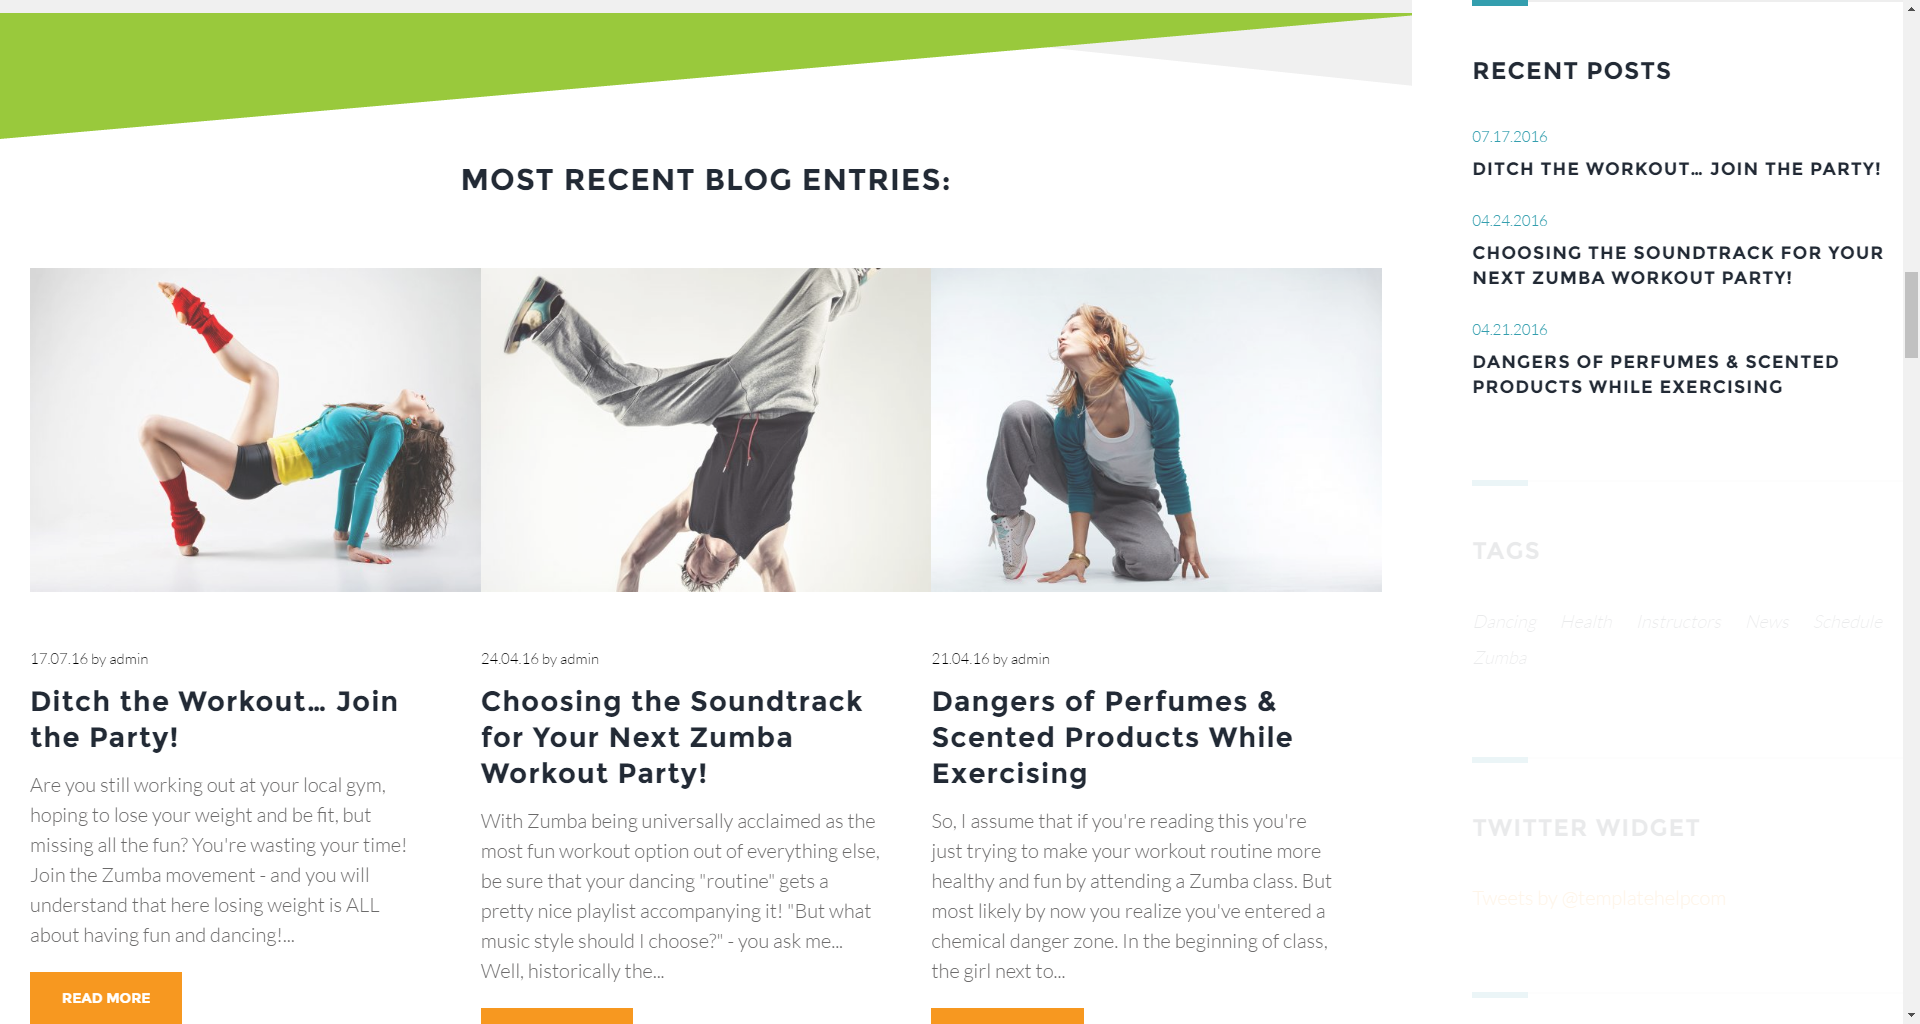 MOST RECENT BLOG ENTRIES:
17.07.16 by admin
Ditch the Workout... Join
the Party!
Are you still working out at your local gym,
hoping to lose your weight and be fit, but
missing all the fun? You're wasting your time!
Join the Zumba movement - and you will
understand that here losing weight is ALL
about having fun and dancing!...
READ MORE
24.04.16 by admin
Choosing the Soundtrack
for Your Next Zumba
Workout Party!
With Zumba being universally acclaimed as the
most fun workout option out of everything else,
be sure that your dancing "routine" gets a
pretty nice playlist accompanying it! "But what
music style should I choose?" - you ask me...
Well, historically the...
21.04.16 by admin
Dangers of Perfumes &
Scented Products While
Exercising
So, I assume that if you're reading this you're
just trying to make your workout routine more
healthy and fun by attending a Zumba class. But
most likely by now you realize you've entered a
chemical danger zone. In the beginning of class,
the girl next to...
RECENT POSTS
07.17.2016
DITCH THE WORKOUT... JOIN THE PARTY!
04.24.2016
CHOOSING THE SOUNDTRACK FOR YOUR
NEXT ZUMBA WORKOUT PARTY!
04.21.2016
DANGERS OF PERFUMES & SCENTED
PRODUCTS WHILE EXERCISING
TAGS
Dancing Health Instructors News Schedule
Zumba
TWITTER WIDGET
Tweets by @templatehelpcom